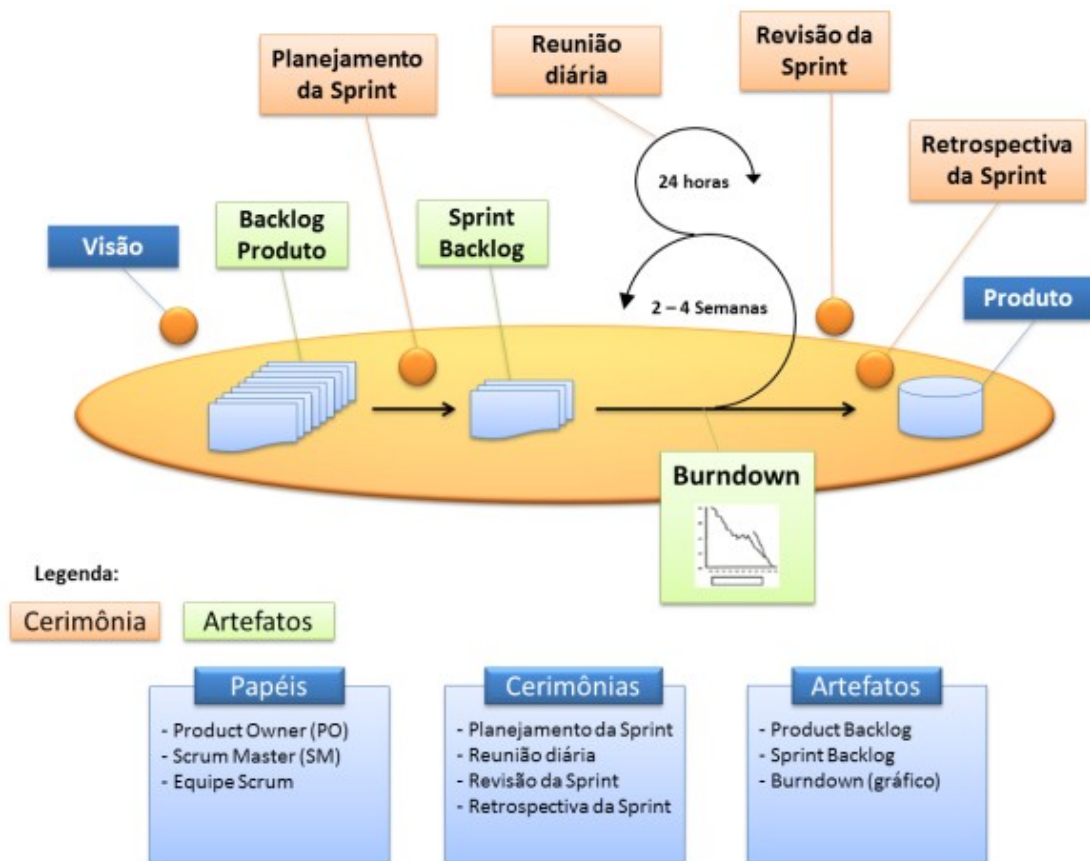 Planejamento
da Sprint
Reunião
diária
Revisão da
Sprint
Retrospectiva
da Sprint
24 horas
Visão
Backlog
Produto
Sprint
Backlog
2 – 4 Semanas
Produto
Burndown
Legenda:
Cerimônia
Artefatos
Papéis
- Product Owner (PO)
- Scrum Master (SM)
- Equipe Scrum
Cerimônias
- Planejamento da Sprint
- Reunião diária
- Revisão da Sprint
- Retrospectiva da Sprint
Artefatos
- Product Backlog
- Sprint Backlog
- Burndown (gráfico)